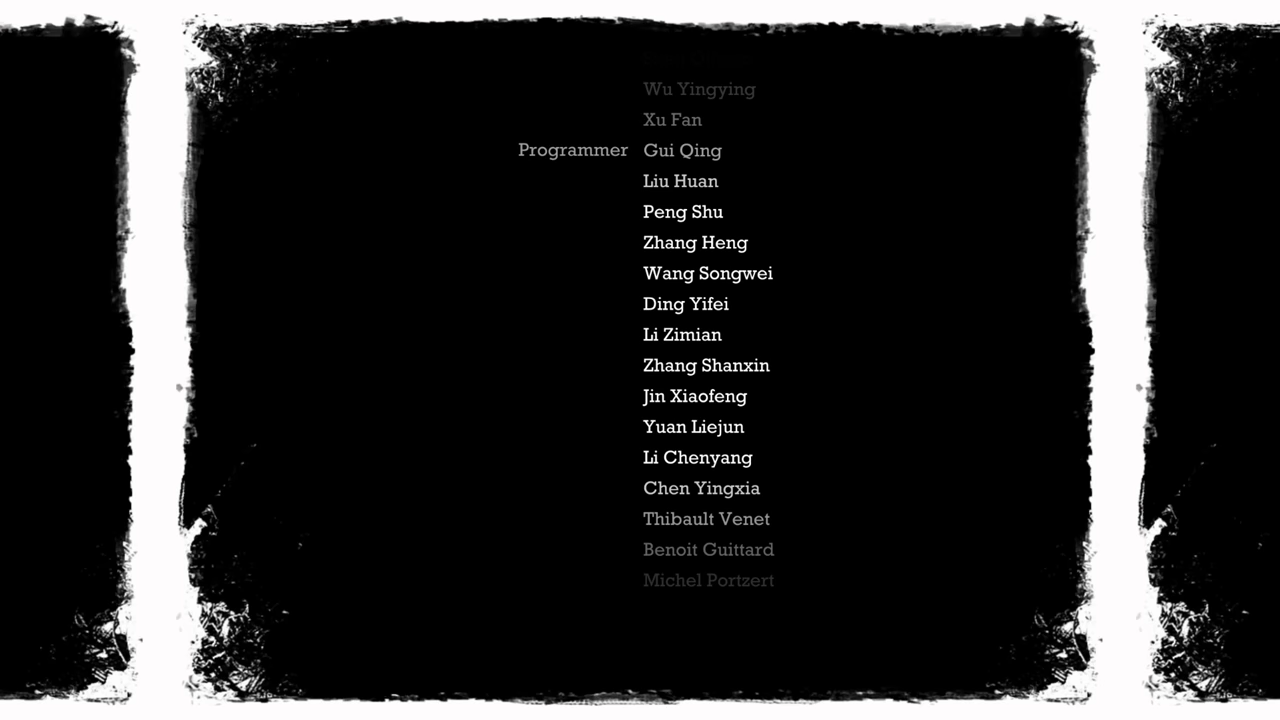 Wu Yingying
Xu Fan
Programmer Gui Qing
Liu Huan
Peng Shu
Zhang Heng
Wang Songwei
Ding Yifei
Li Zimian
Zhang Shanxin
Jin Xiaofeng
Yuan Liejun
Li Chenyang
Chen Yingxia
Thibault Venet
Benoit Guittard
Michel Portzert